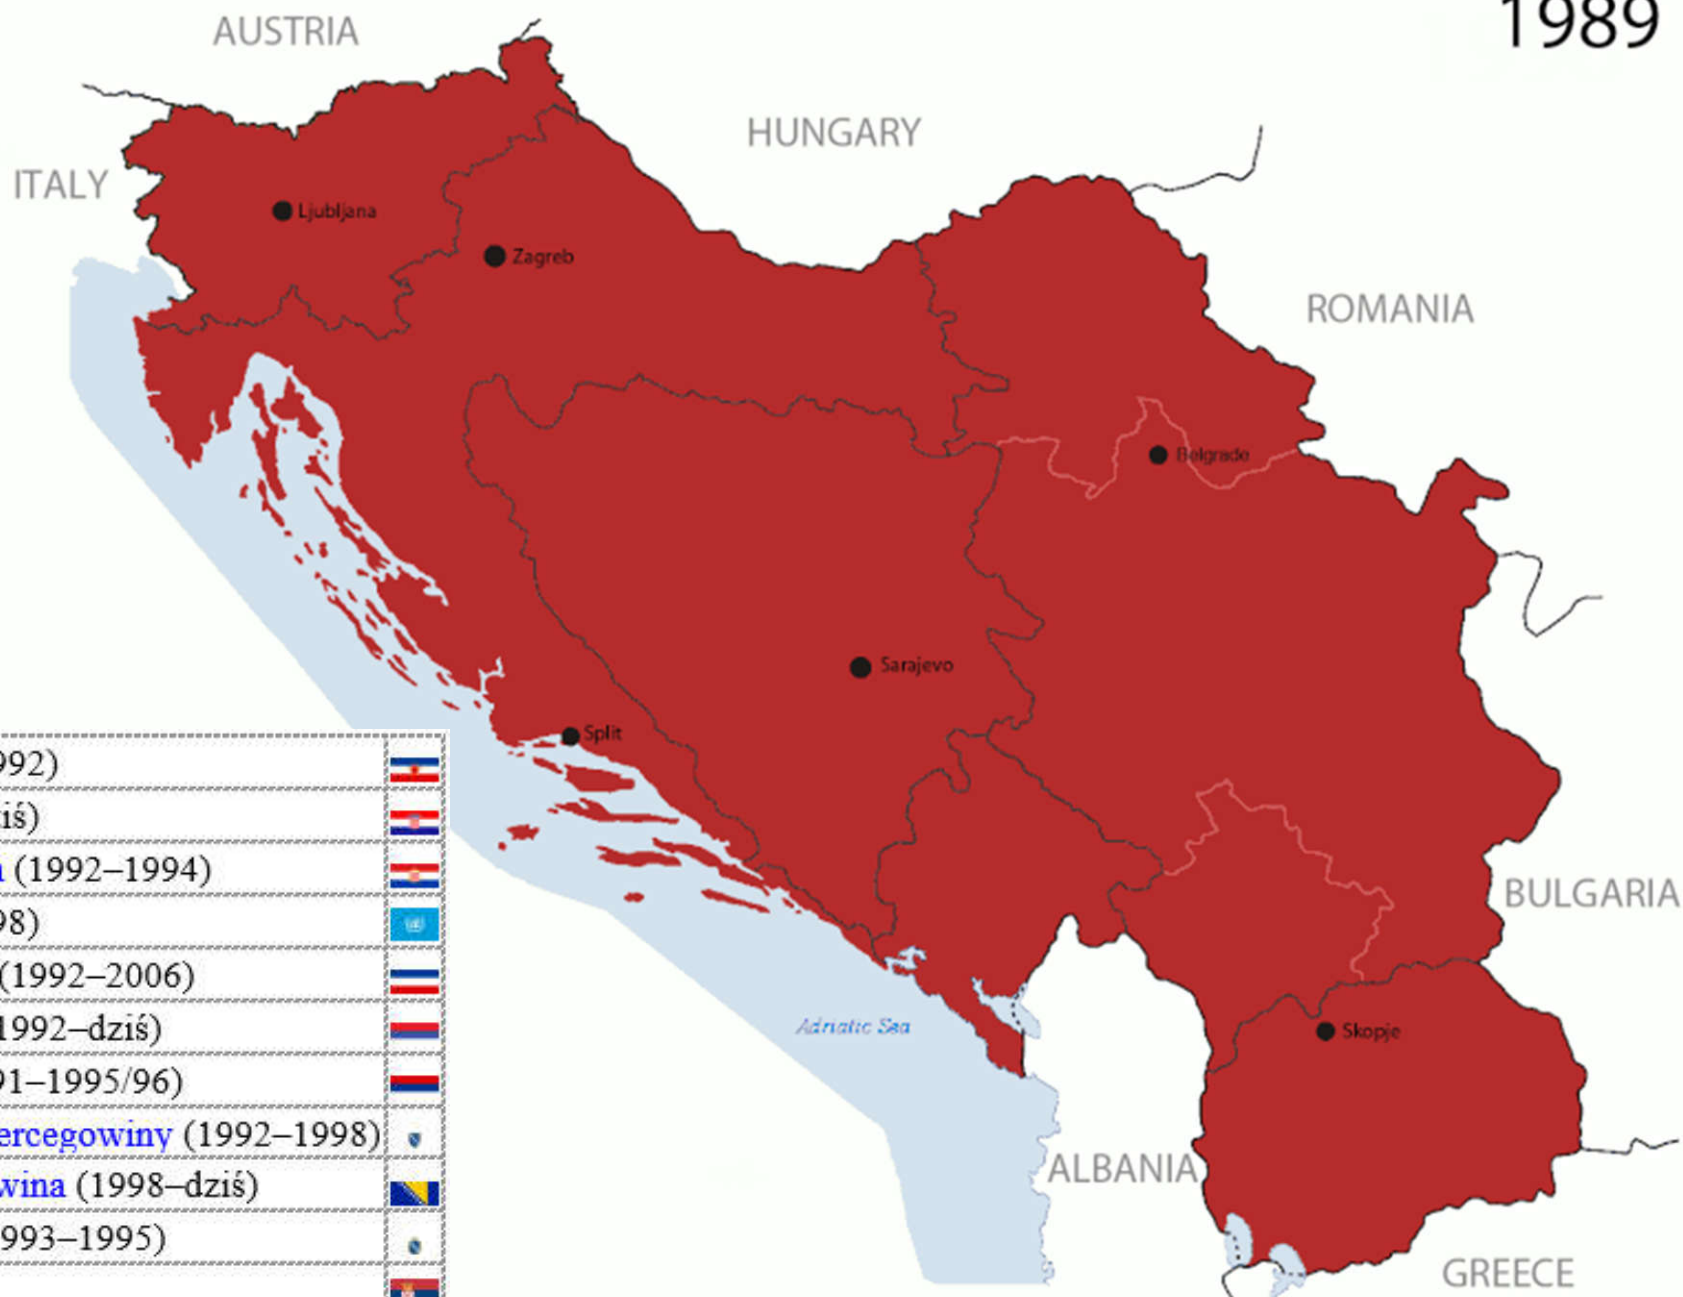 1989
AUSTRIA
HUNGARY
ITALY
Ljubljana
Zagreb
ROMANIA
Belgrade
Sarajevo
Split
BULGARIA
Adriatic Sea
Skopje
ALBANIA
GREECE
992)
iś)
(1992–1994)
98)
(1992–2006)
1992–dziś)
91–1995/96)
ercegowiny (1992–1998)
wina (1998–dziś)
993–1995)